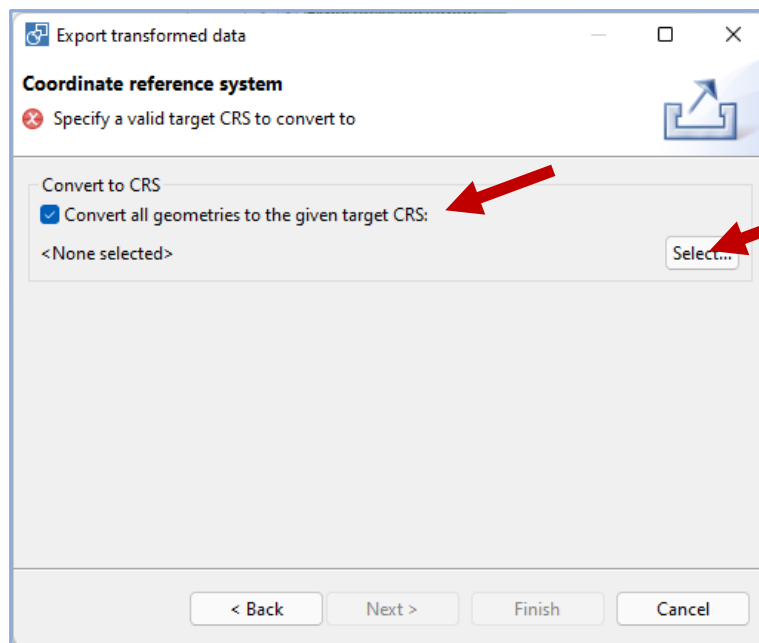 Export transformed data
Coordinate reference system
Specify a valid target CRS to convert to
Convert to CRS
Convert all geometries to the given target CRS:
<None selected>
Select...
< Back
Next >
Finish
Cancel